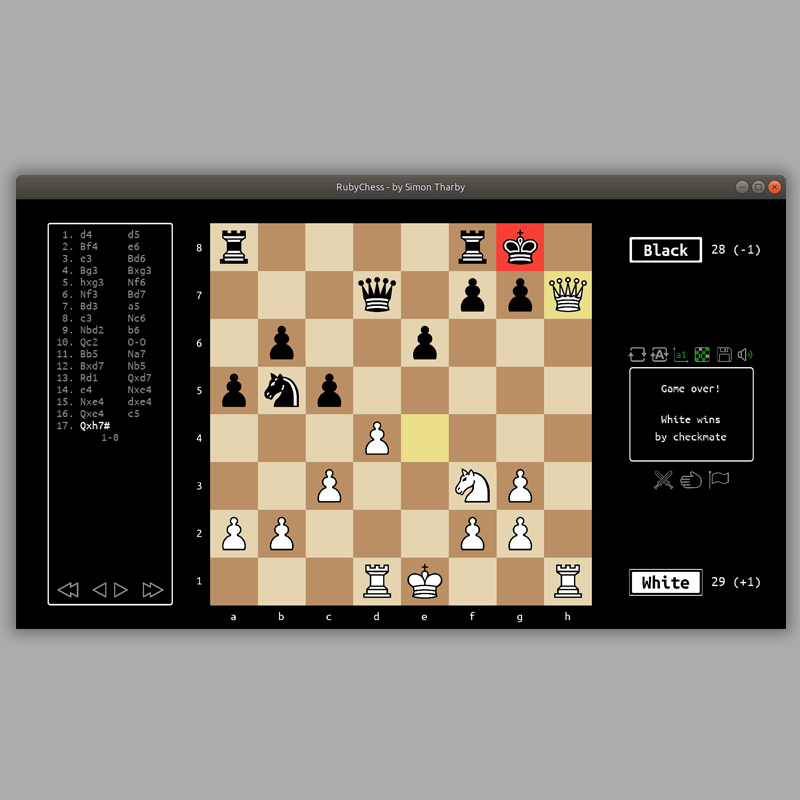 RubyChess - by Simon Tharby
1. d4 d5
2. Bf4 e6
3. e3 Bd6
4. Bg3 Bxg3
5. hxg3 Nf6
6. Nf3 Bd7
7. Bd3 a5
8. c3 Nc6
9. Nbd2 b6
10. Qc2 O-O
11. Bb5 Na7
12. Bxd7 Nb5
13. Rd1 Qxd7
14. e4 Nxe4
15. Nxe4 dxe4
16. Qxe4 c5
17. Qxh7#
1-0
8
7
6
5
4
3
2
1
a b c d e f g h
Black 28 (-1)
A a1
Game over!
White wins
by checkmate
White 29 (+1)